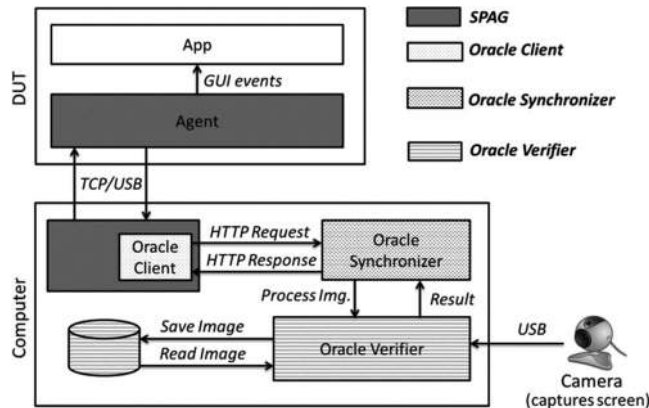 App
GUI events
Agent
DUT
TCP/USB
SPAG
Oracle Client
Oracle Synchronizer
Oracle Verifier
Computer
Oracle
Client
HTTP Request
HTTP Response
Oracle
Synchronizer
Process Img.
Result
Save Image
Read Image
Oracle Verifier
USB
Camera
(captures screen)